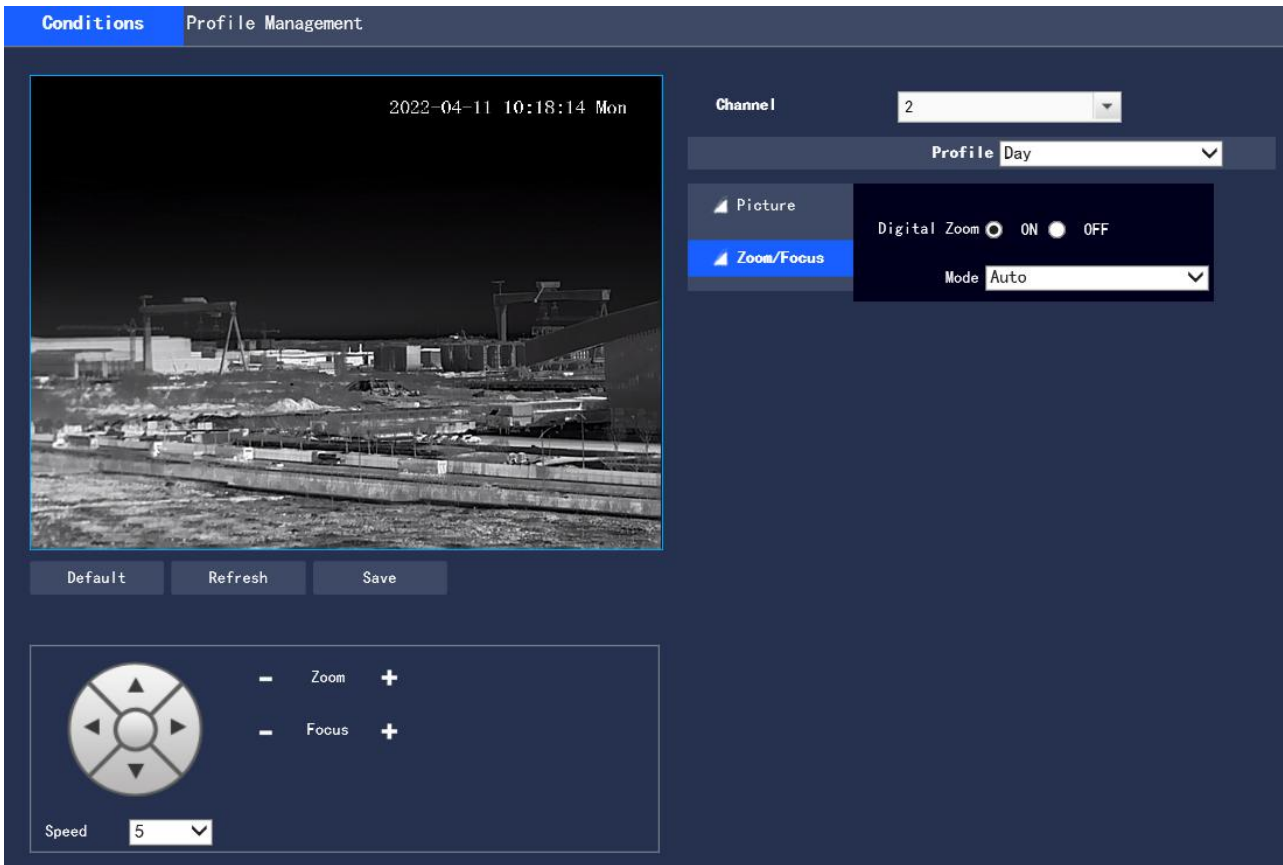 Conditions Profile Management
2022-04-11 10:18:14 Mon
Channel 2
Profile Day
Picture
Digital Zoom ON OFF
Zoom/Focus
Mode Auto
Default Refresh Save
- Zoom +
- Focus +
Speed 5